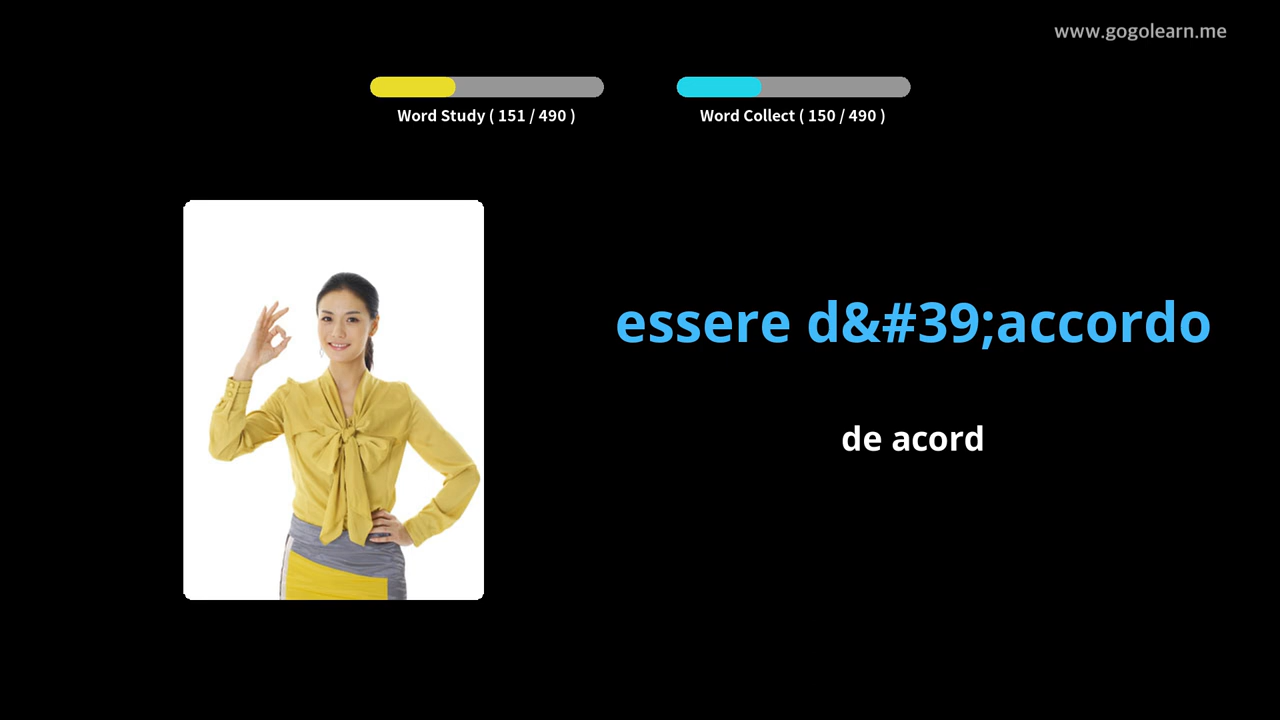 www.gogolearn.me
Word Study ( 151 / 490 )
Word Collect ( 150 / 490 )
essere d&#39;accordo
de acord